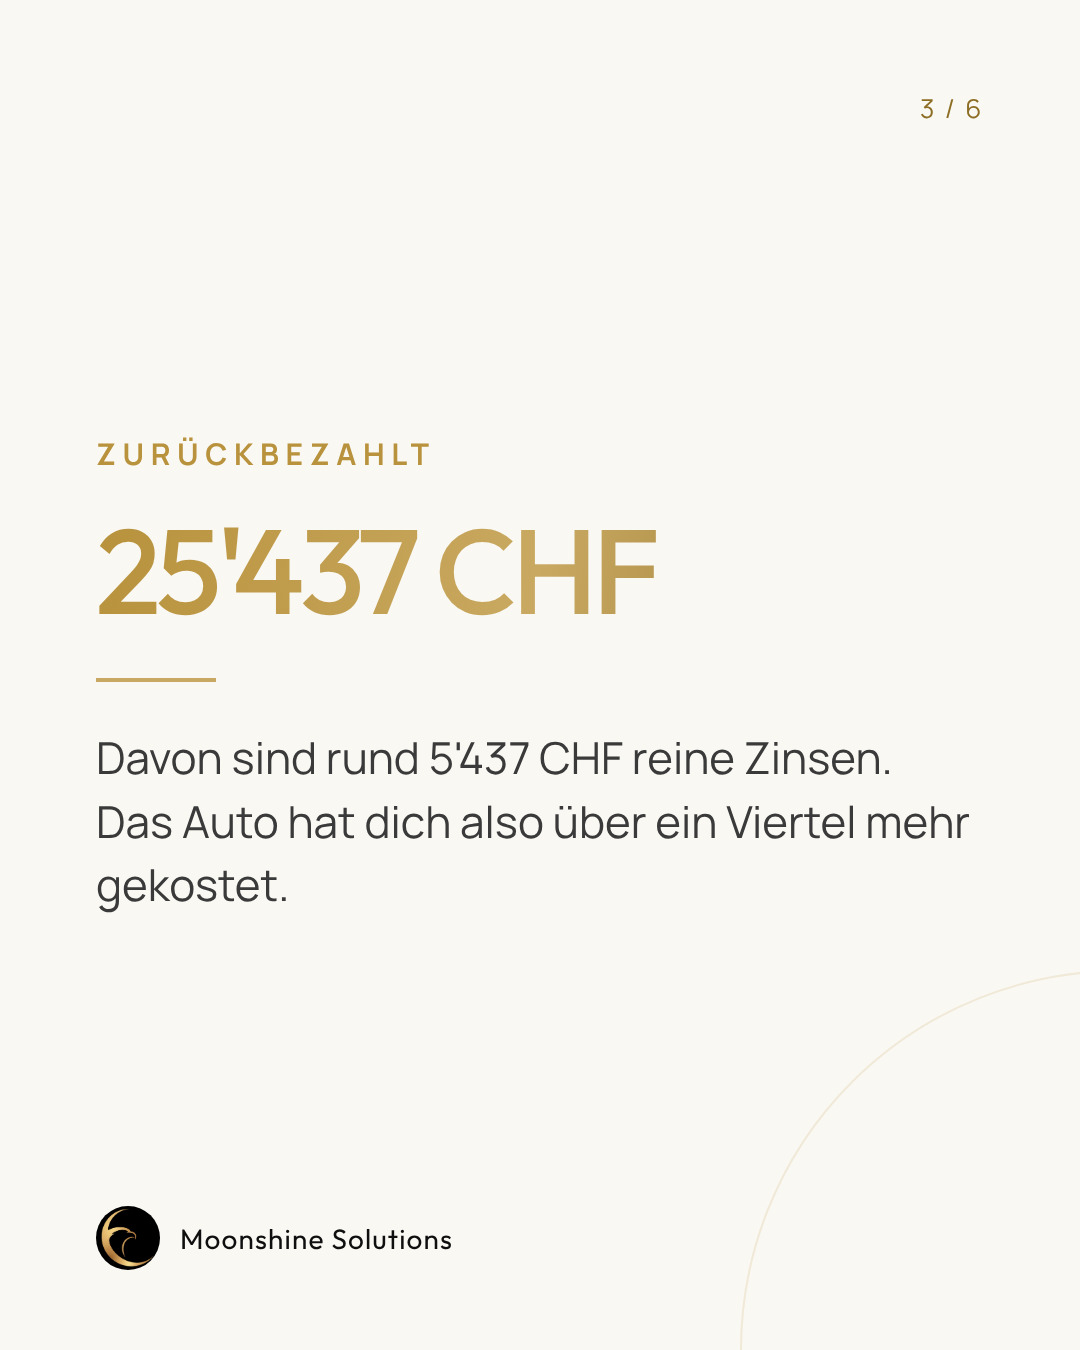 3 / 6
ZURÜCKBEZAHLT
25'437 CHF
Davon sind rund 5'437 CHF reine Zinsen.
Das Auto hat dich also über ein Viertel mehr
gekostet.
Moonshine Solutions